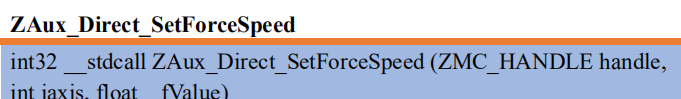 ZAux_Direct_SetForceSpeed
int32 __stdcall ZAux_Direct_SetForceSpeed (ZMC_HANDLE handle,
int iaxis, float fValue)